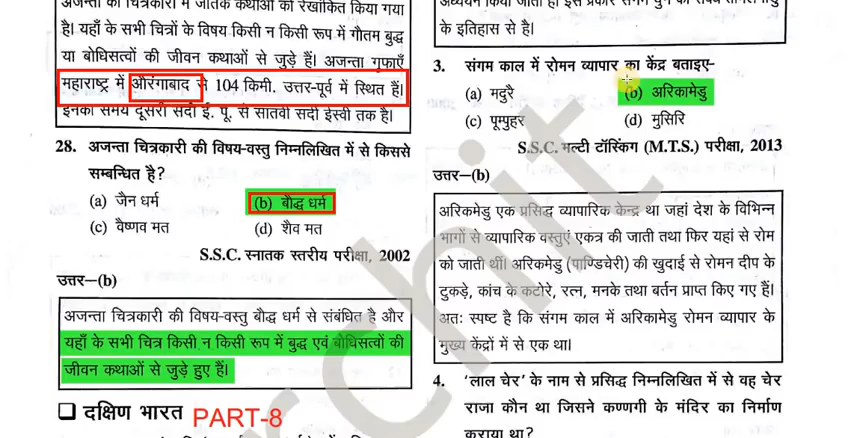 अजन्ता की चित्रकारी में जातक कथाओं को रेखांकित किया गया
है। यहाँ के सभी चित्रों के विषय किसी न किसी रूप में गौतम बुद्ध
या बोधिसत्वों की जीवन कथाओं से जुड़े हैं। अजन्ता गुफाएँ
महाराष्ट्र में औरंगाबाद से 104 किमी. उत्तर-पूर्व में स्थित हैं।
इनका समय दूसरी सदी ई. पू. से सातवी सदी ईस्वी तक है।
28. अजन्ता चित्रकारी की विषय-वस्तु निम्नलिखित में से किससे
सम्बन्धित है?
(a) जैन धर्म (b) बौद्ध धर्म
(c) वैष्णव मत (d) शैव मत
S.S.C. स्नातक स्तरीय परीक्षा, 2002
उत्तर—(b)
अजन्ता चित्रकारी की विषय-वस्तु बौद्ध धर्म से संबंधित है और
यहाँ के सभी चित्र किसी न किसी रूप में बुद्ध एवं बोधिसत्वों की
जीवन कथाओं से जुड़े हुए हैं।
दक्षिण भारत PART-8
के इतिहास से है।
3. संगम काल में रोमन व्यापार का केंद्र बताइए-
(a) मदुरै (b) अरिकामेडु
(c) पूम्पुहर (d) मुसिरि
S.S.C. मल्टी टॉस्किंग (M.T.S.) परीक्षा, 2013
उत्तर—(b)
अरिकमेडु एक प्रसिद्ध व्यापारिक केन्द्र था जहां देश के विभिन्न
भागों से व्यापारिक वस्तुएं एकत्र की जाती तथा फिर यहां से रोम
को जाती थीं। अरिकमेडु (पाण्डिचेरी) की खुदाई से रोमन दीप के
टुकड़े, कांच के कटोरे, रत्न, मनके तथा बर्तन प्राप्त किए गए हैं।
अतः स्पष्ट है कि संगम काल में अरिकामेडु रोमन व्यापार के
मुख्य केंद्रों में से एक था।
4. 'लाल चेर' के नाम से प्रसिद्ध निम्नलिखित में से वह चेर
राजा कौन था जिसने कण्णगी के मंदिर का निर्माण
कराया था?